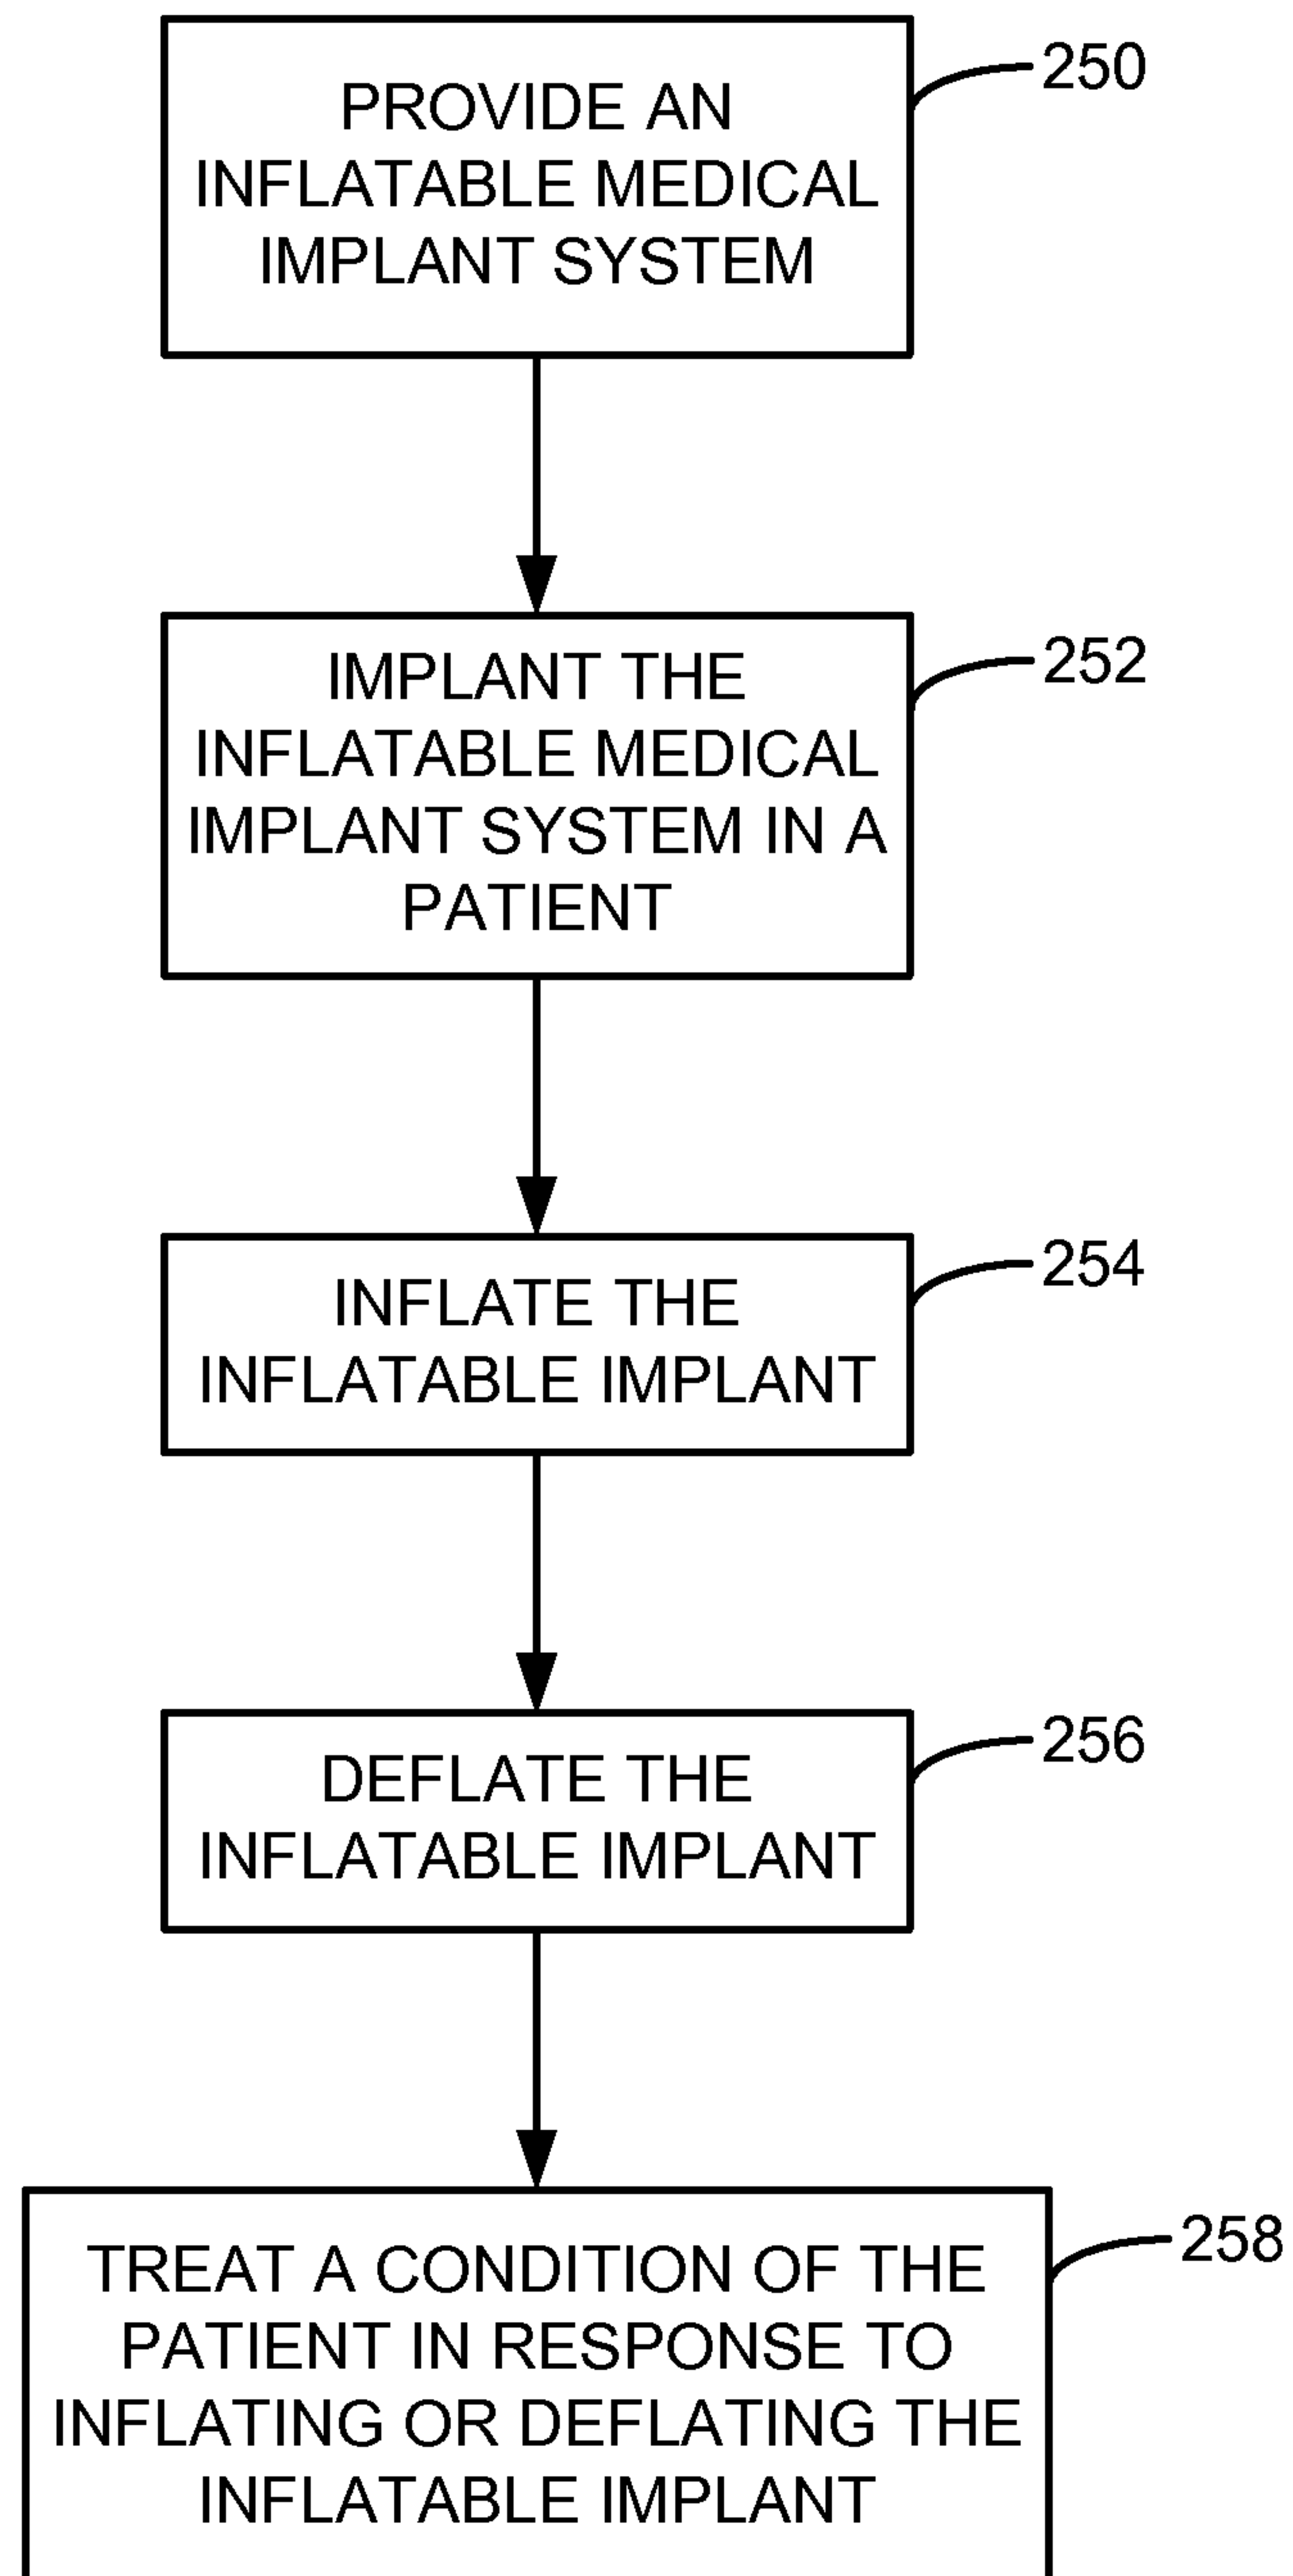 PROVIDE AN
INFLATABLE MEDICAL
IMPLANT SYSTEM
250
IMPLANT THE
INFLATABLE MEDICAL
IMPLANT SYSTEM IN A
PATIENT
252
INFLATE THE
INFLATABLE IMPLANT
254
DEFLATE THE
INFLATABLE IMPLANT
256
TREAT A CONDITION OF THE
PATIENT IN RESPONSE TO
INFLATING OR DEFLATING THE
INFLATABLE IMPLANT
258